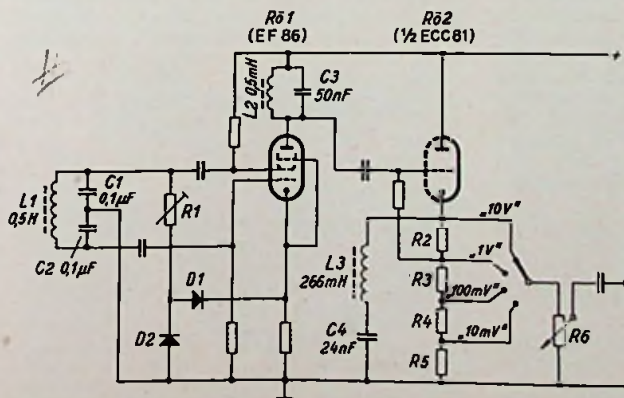 Rö1
(EF 86)
Rö2
(½ ECC81)
L2 0,5mH
C3
50nF
+
L1
0,5H
C1
0,1µF
C2 0,1µF
R1
D1
D2
L3
266mH
C4
24nF
R2
R3
R4
R5
„10V"
„1V"
„100mV"
„10mV"
R6